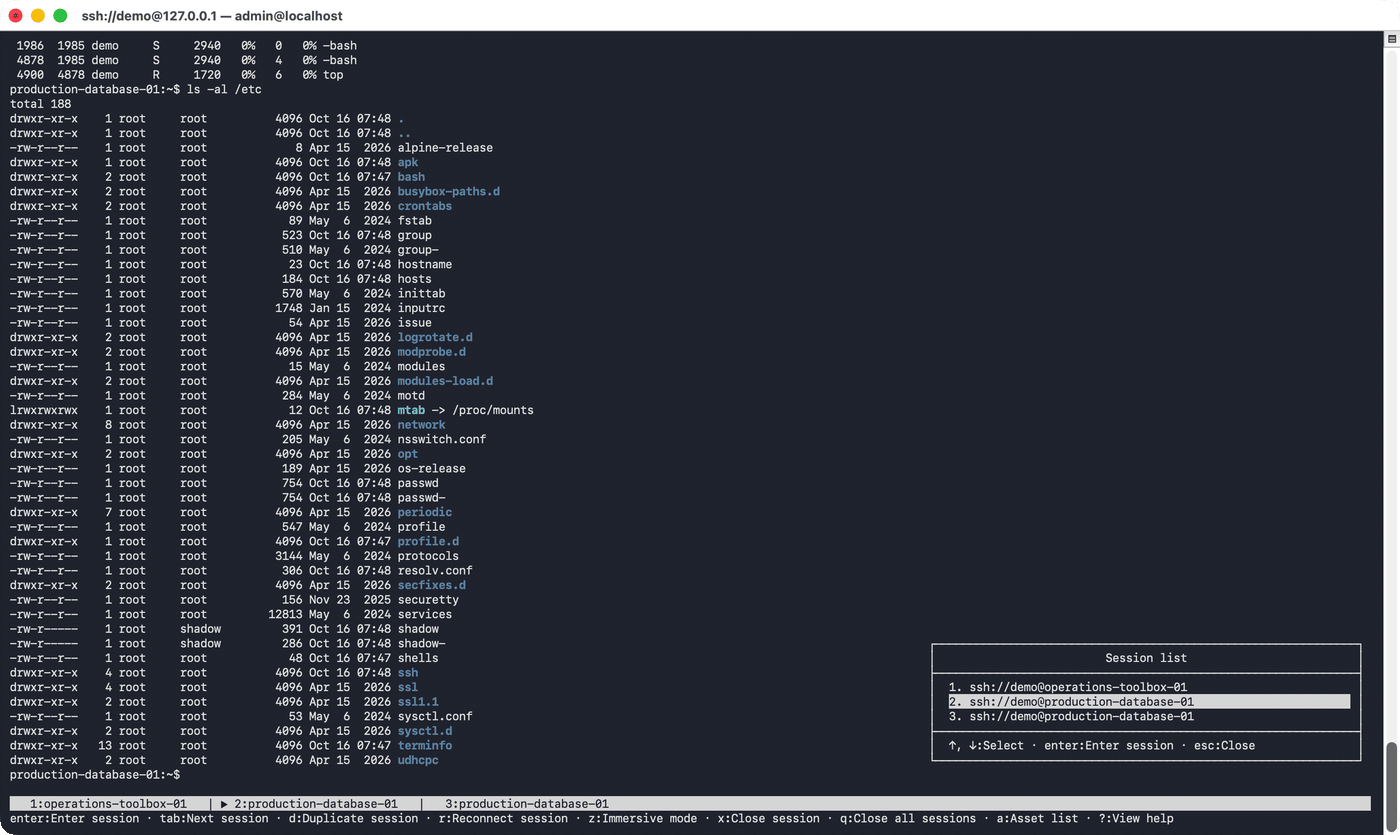 ssh://demo@127.0.0.1 — admin@localhost
1986 1985 demo S 2940 0% 0 0% -bash
4878 1985 demo S 2940 0% 4 0% -bash
4900 4878 demo R 1720 0% 6 0% top
production-database-01:~$ ls -al /etc
total 188
drwxr-xr-x 1 root root 4096 Oct 16 07:48 .
drwxr-xr-x 1 root root 4096 Oct 16 07:48 ..
-rw-r--r-- 1 root root 8 Apr 15 2026 alpine-release
drwxr-xr-x 1 root root 4096 Oct 16 07:48 apk
drwxr-xr-x 2 root root 4096 Oct 16 07:47 bash
drwxr-xr-x 2 root root 4096 Apr 15 2026 busybox-paths.d
drwxr-xr-x 2 root root 4096 Apr 15 2026 crontabs
-rw-r--r-- 1 root root 89 May 6 2024 fstab
-rw-r--r-- 1 root root 523 Oct 16 07:48 group
-rw-r--r-- 1 root root 510 May 6 2024 group-
-rw-r--r-- 1 root root 23 Oct 16 07:48 hostname
-rw-r--r-- 1 root root 184 Oct 16 07:48 hosts
-rw-r--r-- 1 root root 570 May 6 2024 inittab
-rw-r--r-- 1 root root 1748 Jan 15 2024 inputrc
-rw-r--r-- 1 root root 54 Apr 15 2026 issue
drwxr-xr-x 2 root root 4096 Apr 15 2026 logrotate.d
drwxr-xr-x 2 root root 4096 Apr 15 2026 modprobe.d
-rw-r--r-- 1 root root 15 May 6 2024 modules
drwxr-xr-x 2 root root 4096 Apr 15 2026 modules-load.d
-rw-r--r-- 1 root root 284 May 6 2024 motd
lrwxrwxrwx 1 root root 12 Oct 16 07:48 mtab -> /proc/mounts
drwxr-xr-x 8 root root 4096 Apr 15 2026 network
-rw-r--r-- 1 root root 205 May 6 2024 nsswitch.conf
drwxr-xr-x 2 root root 4096 Apr 15 2026 opt
-rw-r--r-- 1 root root 189 Apr 15 2026 os-release
-rw-r--r-- 1 root root 754 Oct 16 07:48 passwd
-rw-r--r-- 1 root root 754 Oct 16 07:48 passwd-
drwxr-xr-x 7 root root 4096 Apr 15 2026 periodic
-rw-r--r-- 1 root root 547 May 6 2024 profile
drwxr-xr-x 1 root root 4096 Oct 16 07:47 profile.d
-rw-r--r-- 1 root root 3144 May 6 2024 protocols
-rw-r--r-- 1 root root 306 Oct 16 07:48 resolv.conf
drwxr-xr-x 2 root root 4096 Apr 15 2026 secfixes.d
-rw-r--r-- 1 root root 156 Nov 23 2025 securetty
-rw-r--r-- 1 root root 12813 May 6 2024 services
-rw-r----- 1 root shadow 391 Oct 16 07:48 shadow
-rw-r----- 1 root shadow 286 Oct 16 07:48 shadow-
-rw-r--r-- 1 root root 48 Oct 16 07:47 shells
drwxr-xr-x 4 root root 4096 Oct 16 07:48 ssh
drwxr-xr-x 4 root root 4096 Apr 15 2026 ssl
drwxr-xr-x 2 root root 4096 Apr 15 2026 ssl1.1
-rw-r--r-- 1 root root 53 May 6 2024 sysctl.conf
drwxr-xr-x 2 root root 4096 Apr 15 2026 sysctl.d
drwxr-xr-x 13 root root 4096 Oct 16 07:47 terminfo
drwxr-xr-x 2 root root 4096 Apr 15 2026 udhcpc
production-database-01:~$
Session list
1. ssh://demo@operations-toolbox-01
2. ssh://demo@production-database-01
3. ssh://demo@production-database-01
↑, ↓:Select · enter:Enter session · esc:Close
1:operations-toolbox-01 | ▶ 2:production-database-01 | 3:production-database-01
enter:Enter session · tab:Next session · d:Duplicate session · r:Reconnect session · z:Immersive mode · x:Close session · q:Close all sessions · a:Asset list · ?:View help